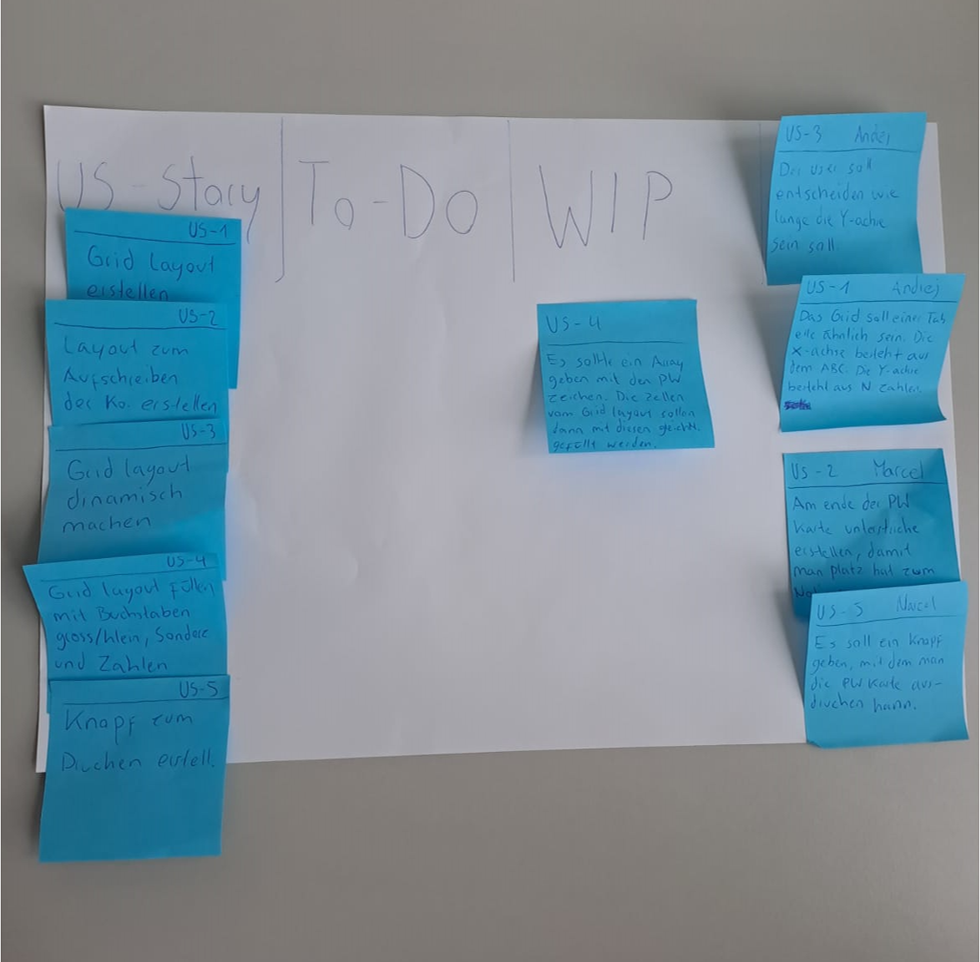 US-Story
To-Do
WIP
US-1
Grid Layout
erstellen
US-2
Layout zum
Aufschreiben
der Ko. erstellen
US-3
Grid layout
dinamisch
machen
US-4
Grid layout füllen
mit Buchstaben
gross/klein, Sonder
und Zahlen
US-5
Knopf zum
Druchen erstell.
US-4
Es sollte ein Array
geben mit den PW
zeichen. Die Zellen
vom Grid layout sollen
dann mit diesen
gefüllt werden.
US-3 Andrej
Der User soll
entscheiden wie
lange die Y-achse
sein soll.
US-1 Andrej
Das Grid soll einer Tab
elle Ähnlich sein. Die
X-achse besteht aus
dem ABC. Die Y-achse
besteht aus N. Zahlen.
US-2 Marcel
Am ende der PW
Karte unterstriche
erstellen, damit
man platz hat zum
US-5 Marcel
Es soll ein Knopf
geben, mit dem man
die PW Karte aus-
druchen kann.